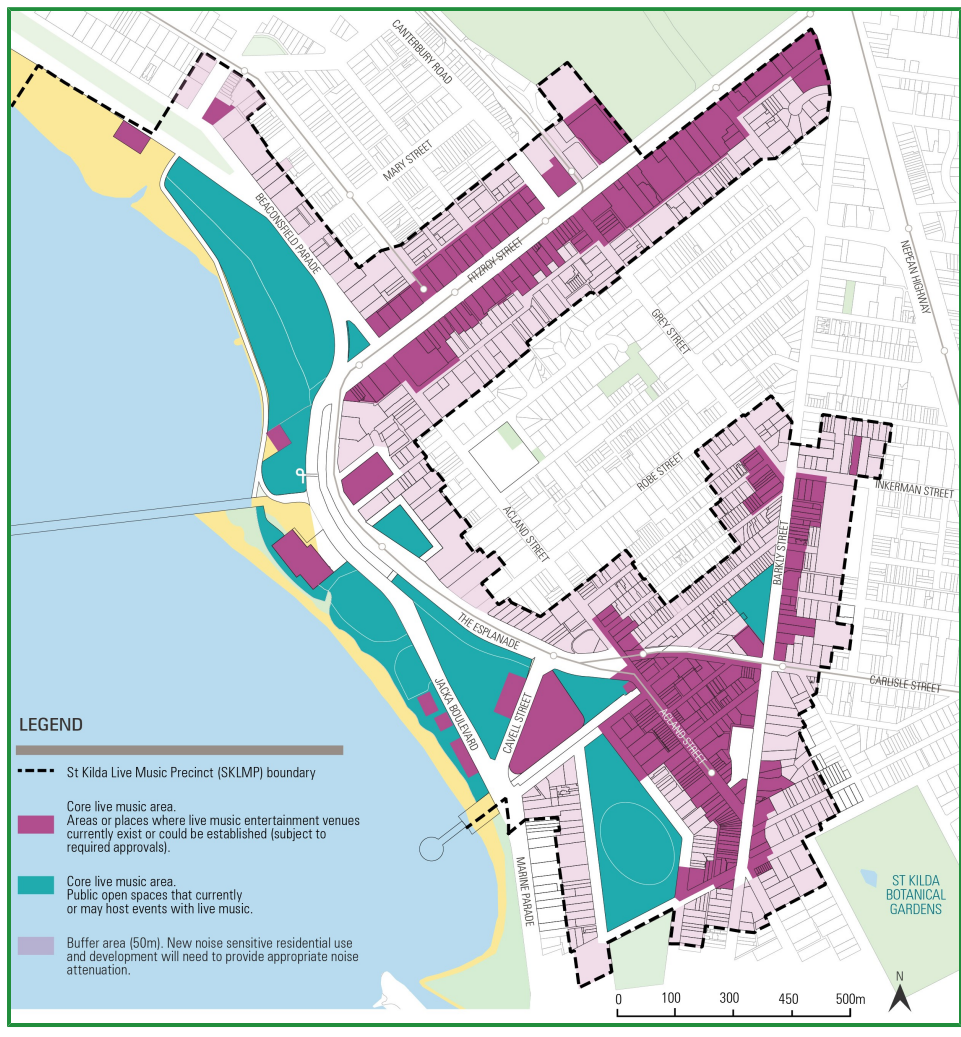 CANTERBURY ROAD
MARY STREET
BEACONSFIELD PARADE
FITZROY STREET
NEPEAN HIGHWAY
GREY STREET
ROBE STREET
INKERMAN STREET
ACLAND STREET
BARKLY STREET
THE ESPLANADE
CARLISLE STREET
JACKA BOULEVARD
CAVELL STREET
ACLAND STREET
MARINE PARADE
ST KILDA
BOTANICAL
GARDENS
LEGEND
St Kilda Live Music Precinct (SKLMP) boundary
Core live music area.
Areas or places where live music entertainment venues
currently exist or could be established (subject to
required approvals).
Core live music area.
Public open spaces that currently
or may host events with live music.
Buffer area (50m). New noise sensitive residential use
and development will need to provide appropriate noise
attenuation.
N
0 100 300 450 500m